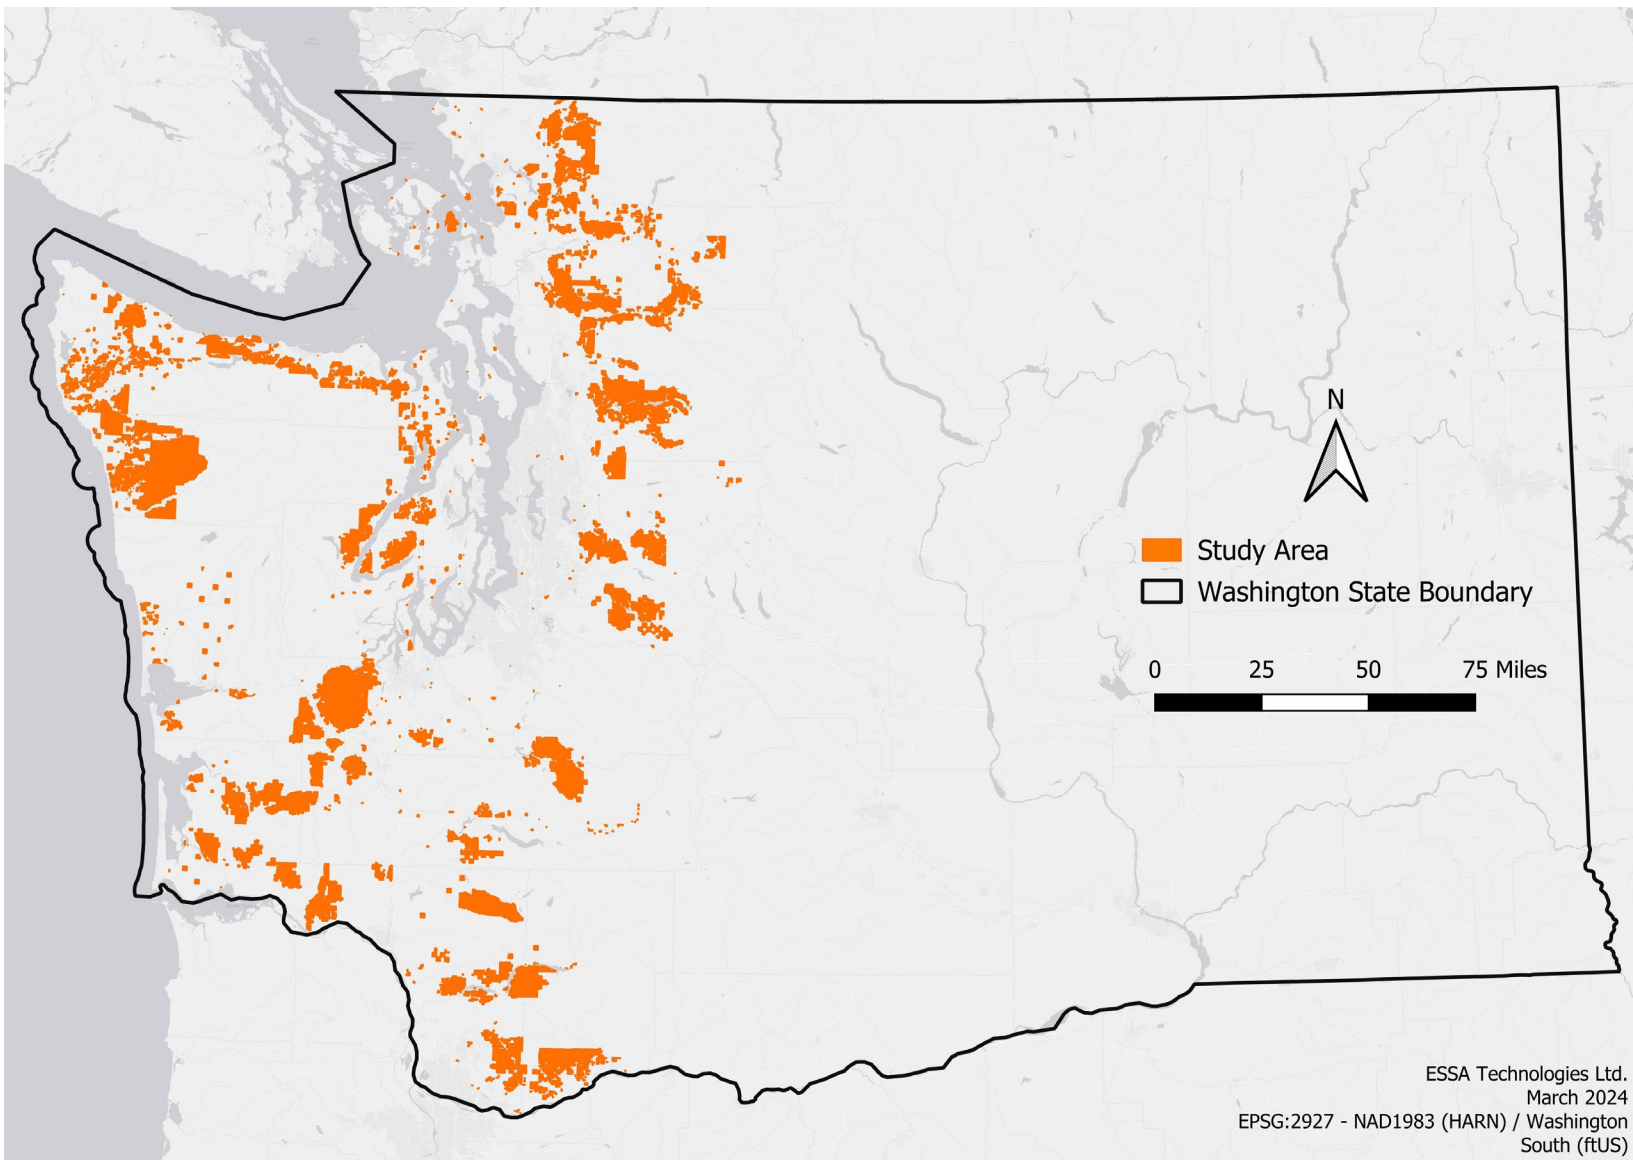 N
Study Area
Washington State Boundary
0 25 50 75 Miles
ESSA Technologies Ltd.
March 2024
EPSG:2927 - NAD1983 (HARN) / Washington
South (ftUS)